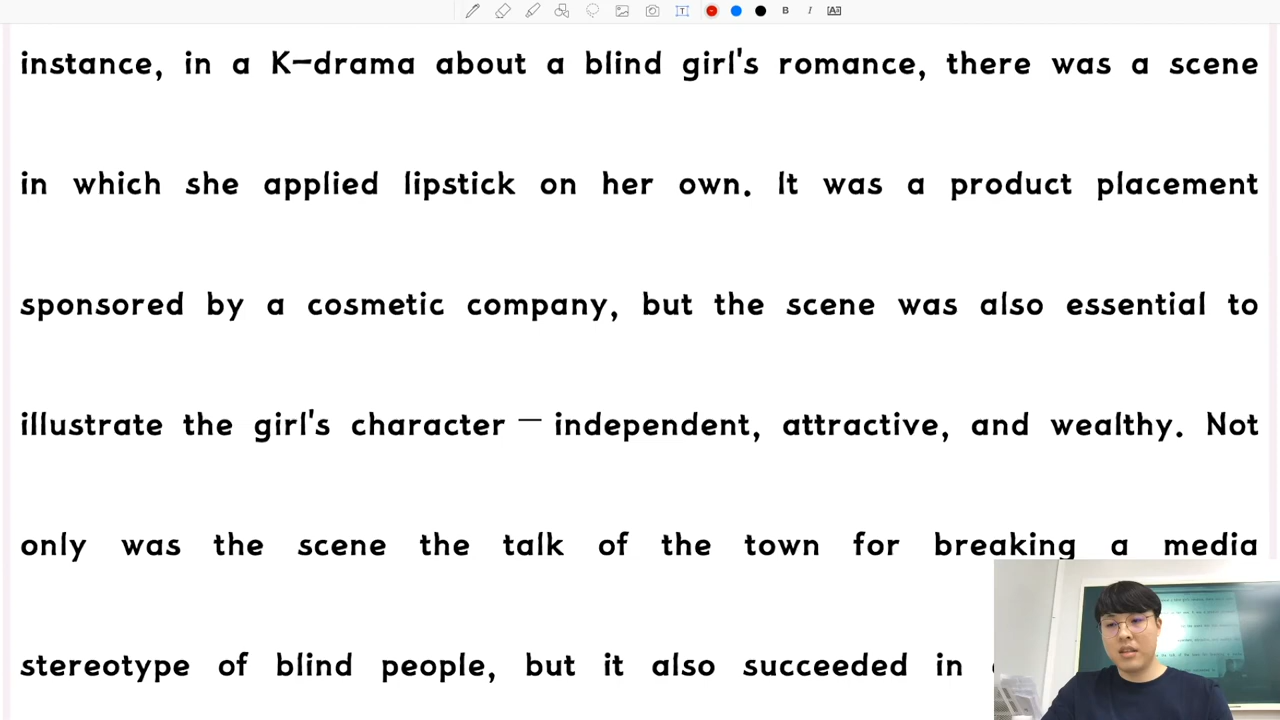 instance, in a K-drama about a blind girl's romance, there was a scene
in which she applied lipstick on her own. It was a product placement
sponsored by a cosmetic company, but the scene was also essential to
illustrate the girl's character — independent, attractive, and wealthy. Not
only was the scene the talk of the town for breaking a media
stereotype of blind people, but it also succeeded in